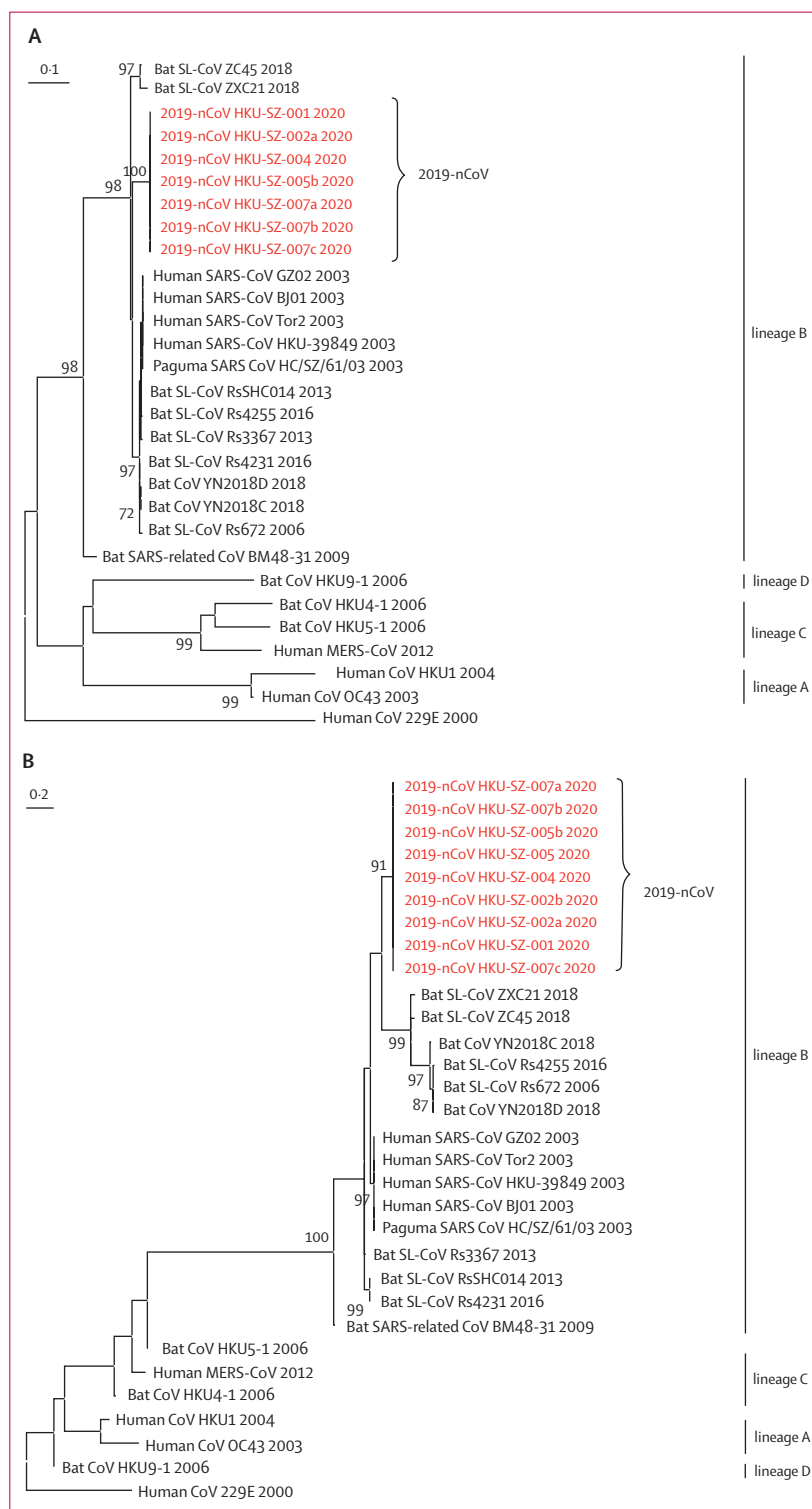 A
0·1
97
Bat SL-CoV ZC45 2018
Bat SL-CoV ZXC21 2018
2019-nCoV HKU-SZ-001 2020
2019-nCoV HKU-SZ-002a 2020
2019-nCoV HKU-SZ-004 2020
100
2019-nCoV HKU-SZ-005b 2020
2019-nCoV
98
2019-nCoV HKU-SZ-007a 2020
2019-nCoV HKU-SZ-007b 2020
2019-nCoV HKU-SZ-007c 2020
Human SARS-CoV GZ02 2003
Human SARS-CoV BJ01 2003
Human SARS-CoV Tor2 2003
lineage B
Human SARS-CoV HKU-39849 2003
98
Paguma SARS CoV HC/SZ/61/03 2003
Bat SL-CoV RsSHC014 2013
Bat SL-CoV Rs4255 2016
Bat SL-CoV Rs3367 2013
Bat SL-CoV Rs4231 2016
97
Bat CoV YN2018D 2018
Bat CoV YN2018C 2018
72
Bat SL-CoV Rs672 2006
Bat SARS-related CoV BM48-31 2009
Bat CoV HKU9-1 2006
lineage D
Bat CoV HKU4-1 2006
Bat CoV HKU5-1 2006
lineage C
99
Human MERS-CoV 2012
Human CoV HKU1 2004
lineage A
99
Human CoV OC43 2003
Human CoV 229E 2000
B
0·2
2019-nCoV HKU-SZ-007a 2020
2019-nCoV HKU-SZ-007b 2020
2019-nCoV HKU-SZ-005b 2020
2019-nCoV HKU-SZ-005 2020
91
2019-nCoV HKU-SZ-004 2020
2019-nCoV
2019-nCoV HKU-SZ-002b 2020
2019-nCoV HKU-SZ-002a 2020
2019-nCoV HKU-SZ-001 2020
2019-nCoV HKU-SZ-007c 2020
Bat SL-CoV ZXC21 2018
Bat SL-CoV ZC45 2018
99
Bat CoV YN2018C 2018
lineage B
Bat SL-CoV Rs4255 2016
97
Bat SL-CoV Rs672 2006
87
Bat CoV YN2018D 2018
Human SARS-CoV GZ02 2003
Human SARS-CoV Tor2 2003
Human SARS-CoV HKU-39849 2003
97
Human SARS-CoV BJ01 2003
Paguma SARS CoV HC/SZ/61/03 2003
100
Bat SL-CoV Rs3367 2013
Bat SL-CoV RsSHC014 2013
Bat SL-CoV Rs4231 2016
99
Bat SARS-related CoV BM48-31 2009
Bat CoV HKU5-1 2006
Human MERS-CoV 2012
lineage C
Bat CoV HKU4-1 2006
Human CoV HKU1 2004
lineage A
Human CoV OC43 2003
Bat CoV HKU9-1 2006
lineage D
Human CoV 229E 2000